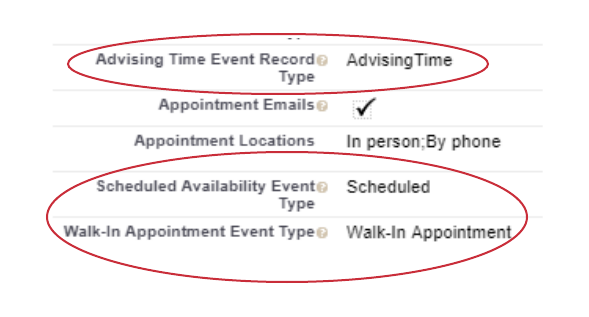 Advising Time Event Record AdvisingTime
Type
Appointment Emails
Appointment Locations In person;By phone
Scheduled Availability Event Scheduled
Type
Walk-In Appointment Event Type Walk-In Appointment